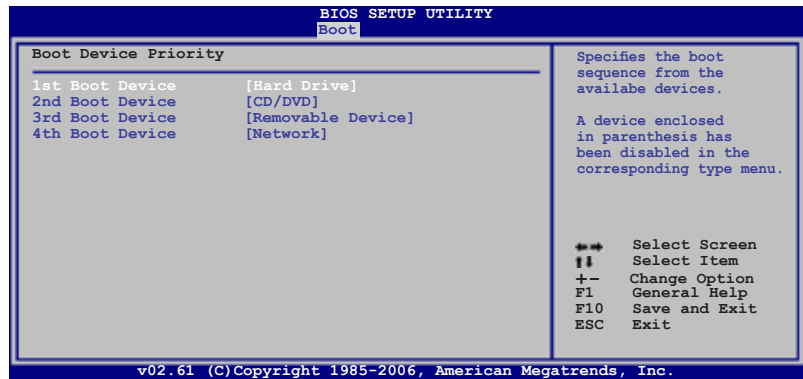 BIOS SETUP UTILITY
Boot
Boot Device Priority
1st Boot Device [Hard Drive]
2nd Boot Device [CD/DVD]
3rd Boot Device [Removable Device]
4th Boot Device [Network]
Specifies the boot
sequence from the
availabe devices.
A device enclosed
in parenthesis has
been disabled in the
corresponding type menu.
←→ Select Screen
↑↓ Select Item
+- Change Option
F1 General Help
F10 Save and Exit
ESC Exit
v02.61 (C)Copyright 1985-2006, American Megatrends, Inc.